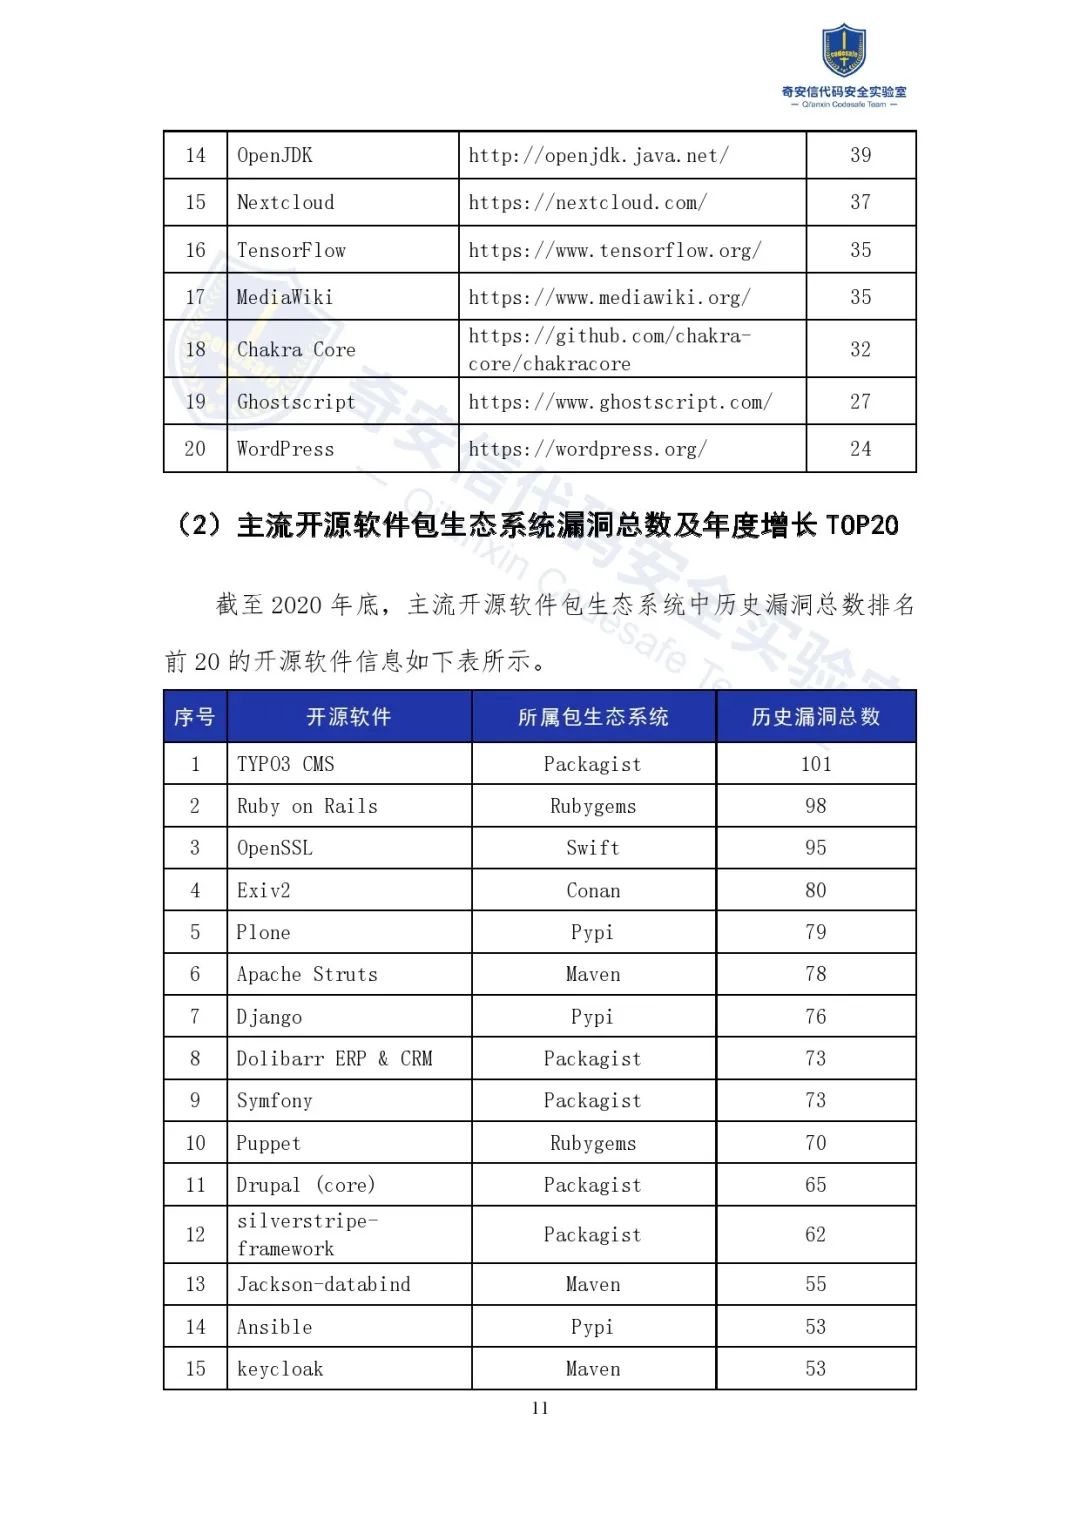 codesafe
奇安信代码安全实验室
— Qi'anxin Codesafe Team —
14 OpenJDK http://openjdk.java.net/ 39
15 Nextcloud https://nextcloud.com/ 37
16 TensorFlow https://www.tensorflow.org/ 35
17 MediaWiki https://www.mediawiki.org/ 35
18 Chakra Core https://github.com/chakra-
core/chakracore 32
19 Ghostscript https://www.ghostscript.com/ 27
20 WordPress https://wordpress.org/ 24
（2）主流开源软件包生态系统漏洞总数及年度增长 TOP20
截至 2020 年底，主流开源软件包生态系统中历史漏洞总数排名
前 20 的开源软件信息如下表所示。
序号 开源软件 所属包生态系统 历史漏洞总数
1 TYPO3 CMS Packagist 101
2 Ruby on Rails Rubygems 98
3 OpenSSL Swift 95
4 Exiv2 Conan 80
5 Plone Pypi 79
6 Apache Struts Maven 78
7 Django Pypi 76
8 Dolibarr ERP & CRM Packagist 73
9 Symfony Packagist 73
10 Puppet Rubygems 70
11 Drupal (core) Packagist 65
12 silverstripe-
framework Packagist 62
13 Jackson-databind Maven 55
14 Ansible Pypi 53
15 keycloak Maven 53
11